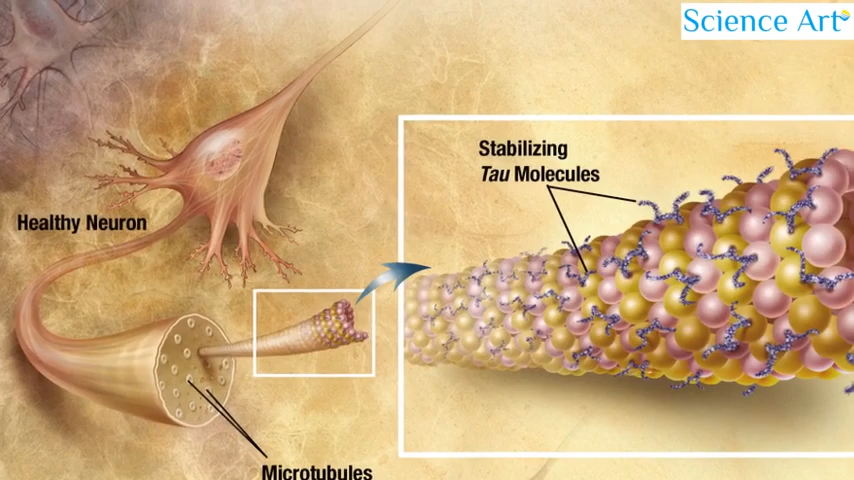 Science Art
Stabilizing
Tau Molecules
Healthy Neuron
Microtubules